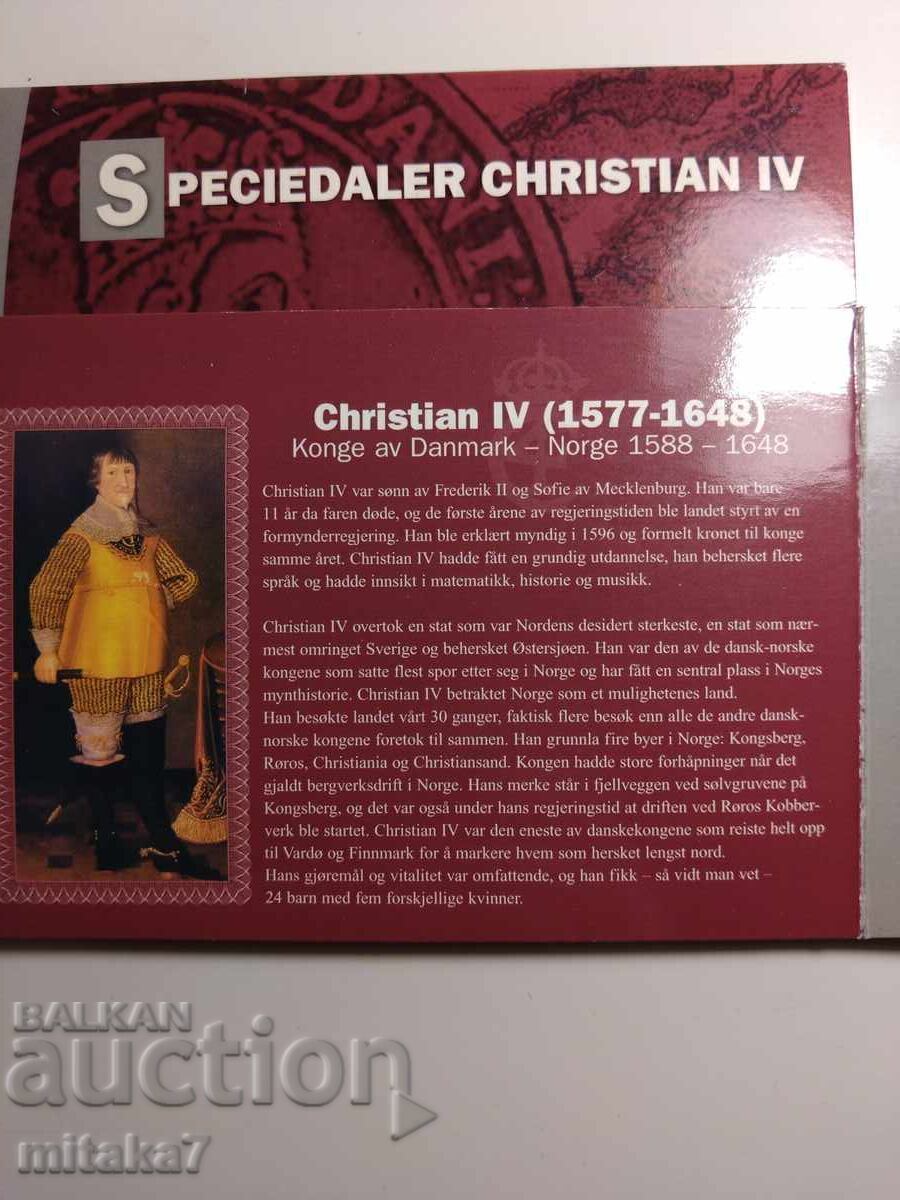 SPECIEDALER CHRISTIAN IV
Christian IV (1577-1648)
Konge av Danmark – Norge 1588 – 1648
Christian IV var sønn av Frederik II og Sofie av Mecklenburg. Han var bare
11 år da faren døde, og de første årene av regjeringstiden ble landet styrt av en
formynderregjering. Han ble erklært myndig i 1596 og formelt kronet til konge
samme året. Christian IV hadde fått en grundig utdannelse, han behersket flere
språk og hadde innsikt i matematikk, historie og musikk.
Christian IV overtok en stat som var Nordens desidert sterkeste, en stat som nær-
mest omringet Sverige og behersket Østersjøen. Han var den av de dansk-norske
kongene som satte flest spor etter seg i Norge og har fått en sentral plass i Norges
mynthistorie. Christian IV betraktet Norge som et mulighetenes land.
Han besøkte landet vårt 30 ganger, faktisk flere besøk enn alle de andre dansk-
norske kongene foretok til sammen. Han grunnla fire byer i Norge: Kongsberg,
Røros, Christiania og Christiansand. Kongen hadde store forhåpninger når det
gjaldt bergverksdrift i Norge. Hans merke står i fjellveggen ved sølvgruvene på
Kongsberg, og det var også under hans regjeringstid at driften ved Røros Kobber-
verk ble startet. Christian IV var den eneste av danskekongene som reiste helt opp
til Vardø og Finnmark for å markere hvem som hersket lengst nord.
Hans gjøremål og vitalitet var omfattende, og han fikk – så vidt man vet –
24 barn med fem forskjellige kvinner.
BALKAN
auction
mitaka7